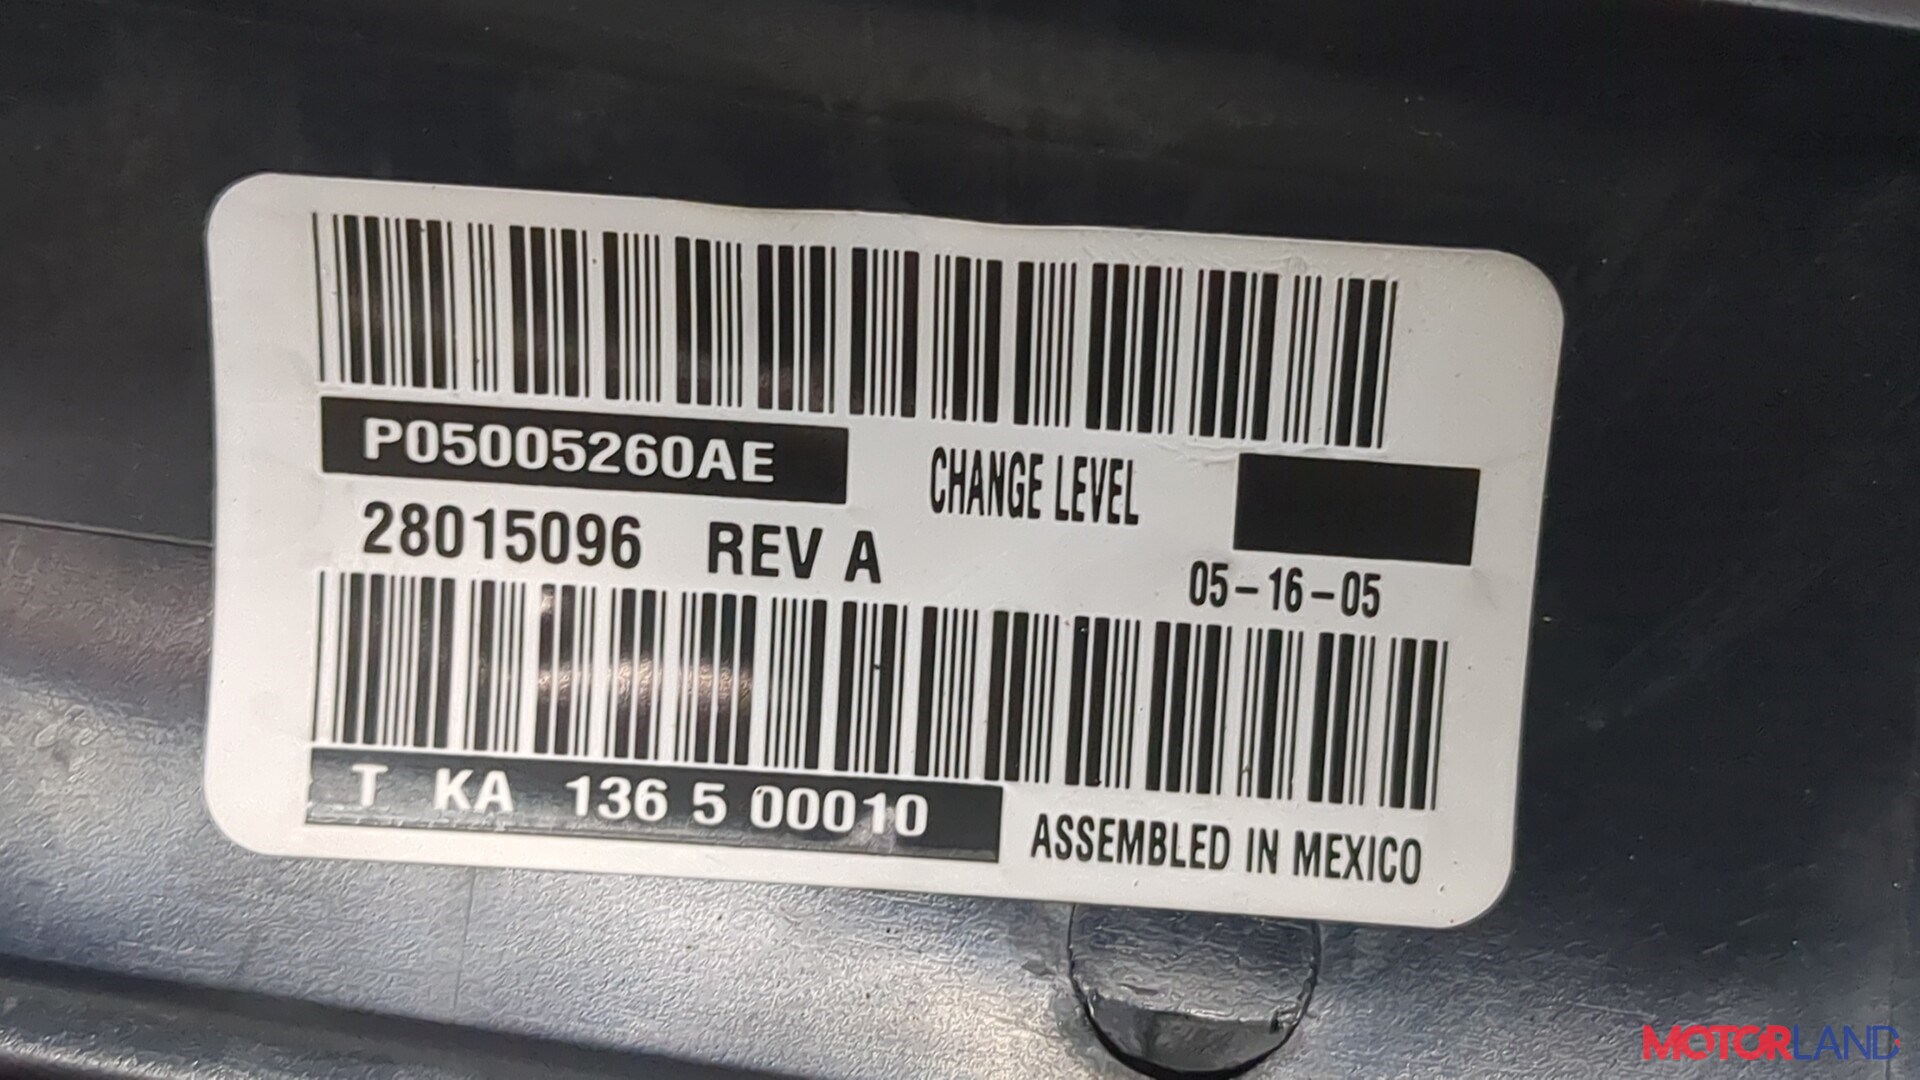 P05005260AE
CHANGE LEVEL
28015096 REV A
05-16-05
T KA 136 5 00010
ASSEMBLED IN MEXICO
MOTORLAND